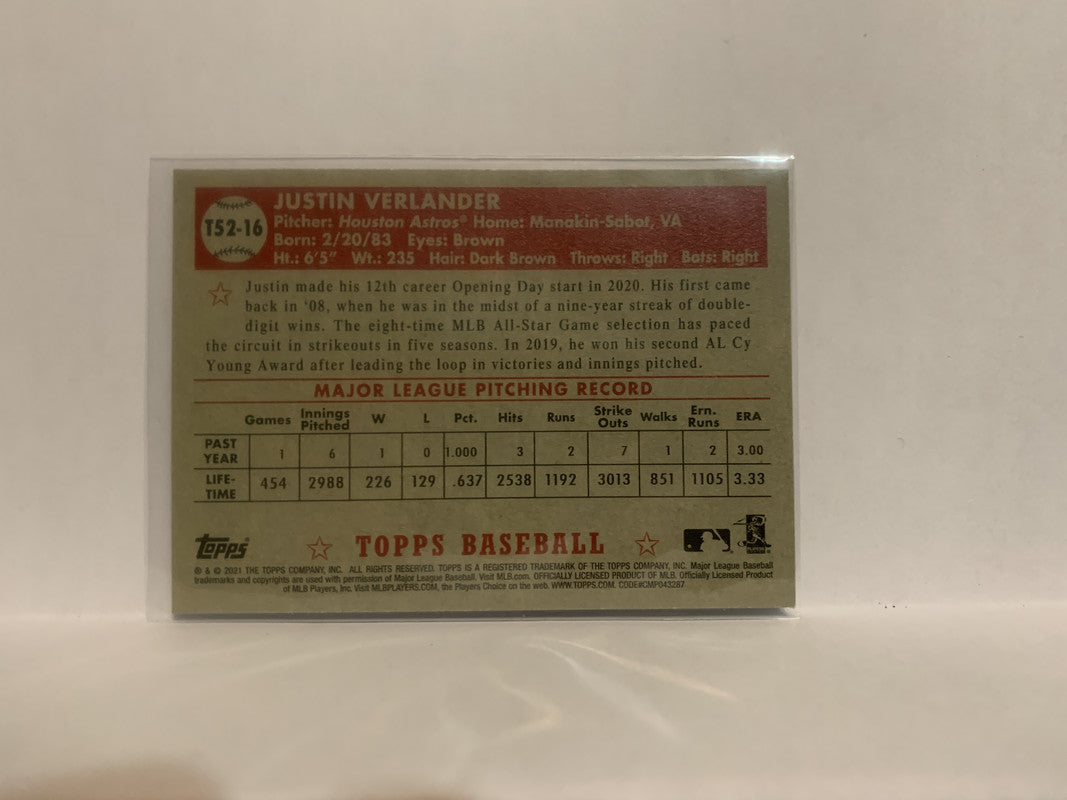 T52-16
JUSTIN VERLANDER
Pitcher: Houston Astros® Home: Manakin-Sabot, VA
Born: 2/20/83 Eyes: Brown
Ht.: 6'5" Wt.: 235 Hair: Dark Brown Throws: Right Bats: Right
Justin made his 12th career Opening Day start in 2020. His first came
back in '08, when he was in the midst of a nine-year streak of double-
digit wins. The eight-time MLB All-Star Game selection has paced
the circuit in strikeouts in five seasons. In 2019, he won his second AL Cy
Young Award after leading the loop in victories and innings pitched.
MAJOR LEAGUE PITCHING RECORD
Games Innings Pitched W L Pct. Hits Runs Strike Outs Walks Ern. Runs ERA
PAST YEAR 1 6 1 0 1.000 3 2 7 1 2 3.00
LIFE-TIME 454 2988 226 129 .637 2538 1192 3013 851 1105 3.33
Topps TOPPS BASEBALL
® & © 2021 THE TOPPS COMPANY, INC. ALL RIGHTS RESERVED. TOPPS IS A REGISTERED TRADEMARK OF THE TOPPS COMPANY, INC. Major League Baseball
trademarks and copyrights are used with permission of Major League Baseball. Visit MLB.com. OFFICIALLY LICENSED PRODUCT OF MLB. Officially Licensed Product
of MLB Players, Inc. Visit MLBPLAYERS.COM, the Players Choice on the web. WWW.TOPPS.COM. CODE#CMP043287